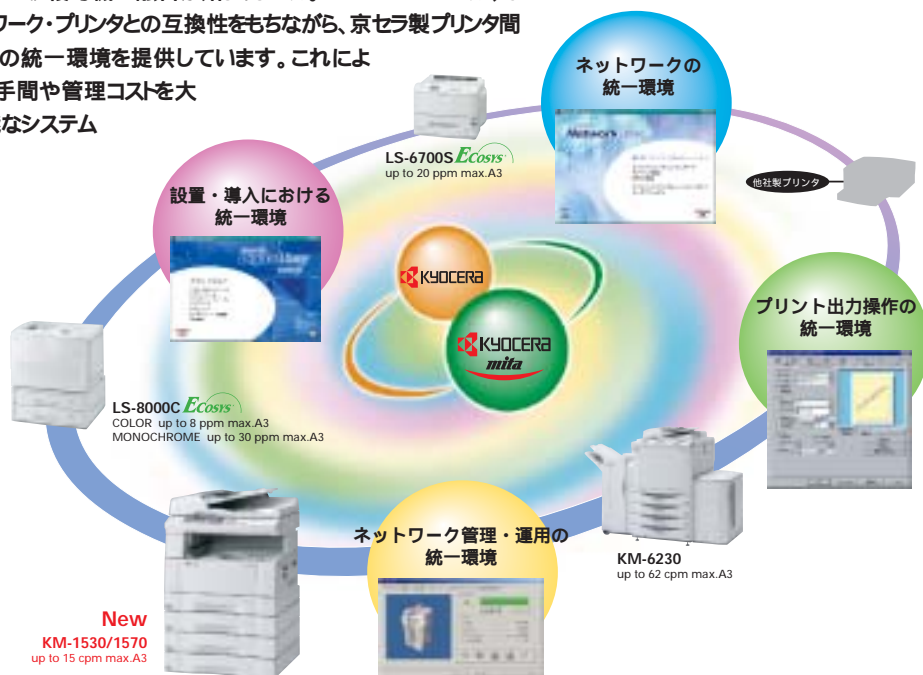 ワーク・プリンタとの互換性をもちながら、京セラ製プリンタ間
の統一環境を提供しています。これによ
手間や管理コストを大
なシステム
ネットワークの
統一環境
LS-6700S Ecosys
up to 20 ppm max.A3
他社製プリンタ
設置・導入における
統一環境
KYOCERA
KYOCERA
mita
プリント出力操作の
統一環境
LS-8000C Ecosys
COLOR up to 8 ppm max.A3
MONOCHROME up to 30 ppm max.A3
ネットワーク管理・運用の
統一環境
KM-6230
up to 62 cpm max.A3
New
KM-1530/1570
up to 15 cpm max.A3